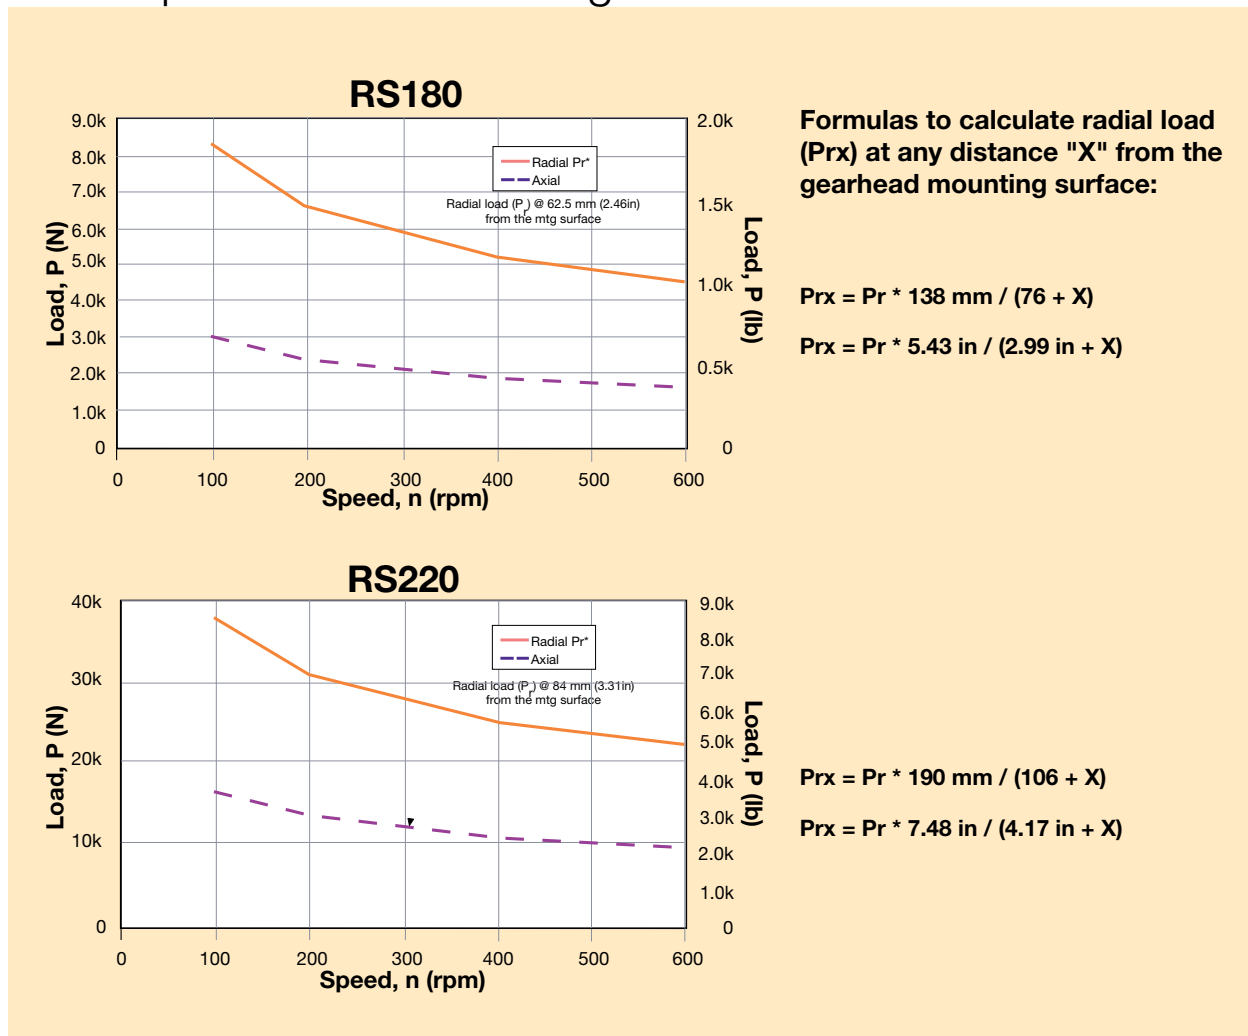 RS180
9.0k
8.0k
7.0k
6.0k
5.0k
4.0k
3.0k
2.0k
1.0k
0
Load, P (N)
Radial Pr*
Axial
Radial load (Pr) @ 62.5 mm (2.46in)
from the mtg surface
2.0k
1.5k
1.0k
0.5k
0
Load, P (lb)
0 100 200 300 400 500 600
Speed, n (rpm)
Formulas to calculate radial load
(Prx) at any distance "X" from the
gearhead mounting surface:
Prx = Pr * 138 mm / (76 + X)
Prx = Pr * 5.43 in / (2.99 in + X)
RS220
40k
30k
20k
10k
0
Load, P (N)
Radial Pr*
Axial
Radial load (Pr) @ 84 mm (3.31in)
from the mtg surface
9.0k
8.0k
7.0k
6.0k
5.0k
4.0k
3.0k
2.0k
1.0k
0
Load, P (lb)
0 100 200 300 400 500 600
Speed, n (rpm)
Prx = Pr * 190 mm / (106 + X)
Prx = Pr * 7.48 in / (4.17 in + X)